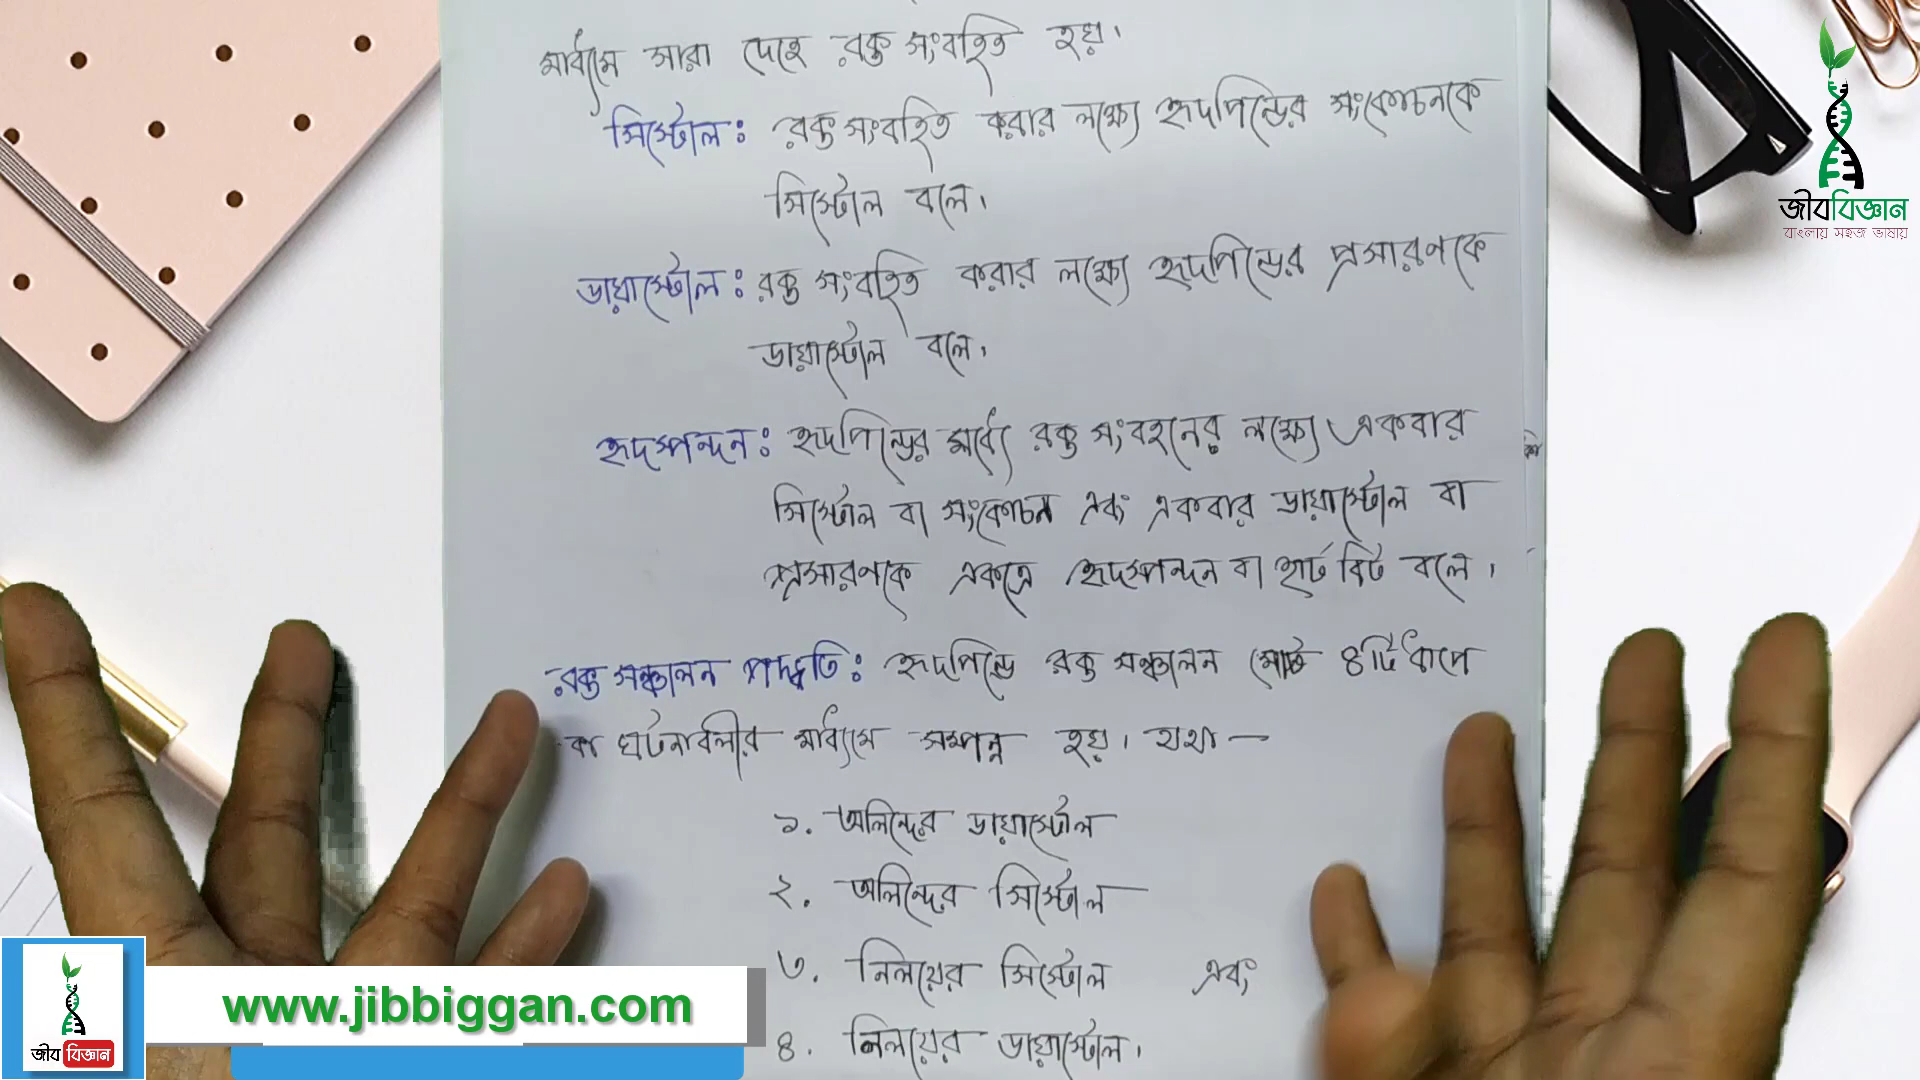 মাধ্যমে সারা দেহে রক্ত সংবহিত হয়।
সিস্টোল: রক্ত সংবহিত করার লক্ষ্যে হৃদপিন্ডের সংকোচনকে
সিস্টোল বলে।
ডায়াস্টোল: রক্ত সংবহিত করার লক্ষ্যে হৃদপিন্ডের প্রসারণকে
ডায়াস্টোল বলে।
হৃদস্পন্দন: হৃদপিন্ডের মধ্যে রক্ত সংবহনের লক্ষ্যে একবার
সিস্টোল বা সংকোচন এবং একবার ডায়াস্টোল বা
প্রসারণকে একত্রে হৃদস্পন্দন বা হার্ট বিট বলে।
রক্ত সঞ্চালন পদ্ধতি: হৃদপিন্ডে রক্ত সঞ্চালন মোট ৪টি ধাপে
বা ঘটনাবলীর মাধ্যমে সম্পন্ন হয়। যথা —
১. অলিন্দের ডায়াস্টোল
২. অলিন্দের সিস্টোল
৩. নিলয়ের সিস্টোল এবং
৪. নিলয়ের ডায়াস্টোল।
জীববিজ্ঞান
বাংলায় সহজ ভাষায়
www.jibbiggan.com
জীব বিজ্ঞান